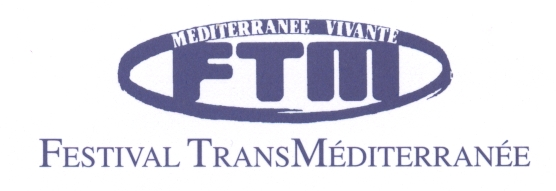 MEDITERRANEE VIVANTE
FTM
FESTIVAL TRANSMÉDITERRANÉE